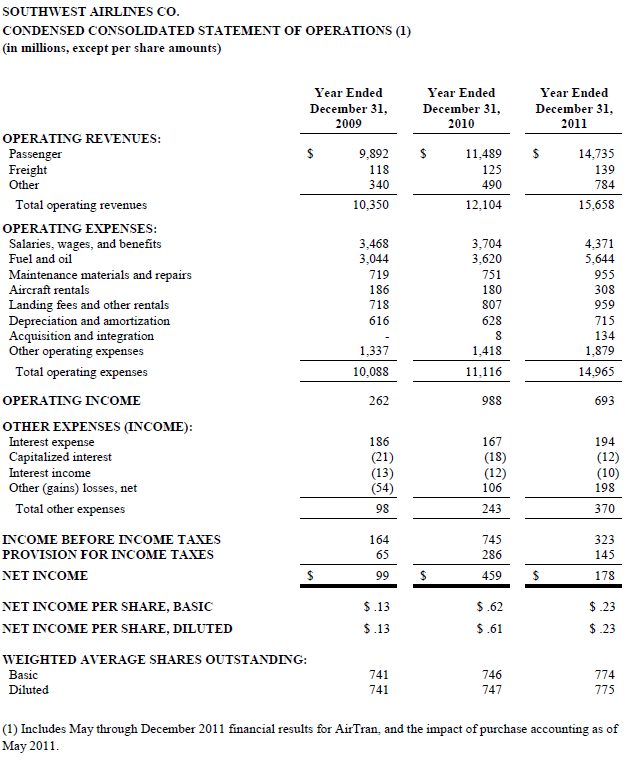 SOUTHWEST AIRLINES CO.
CONDENSED CONSOLIDATED STATEMENT OF OPERATIONS (1)
(in millions, except per share amounts)
Year Ended Year Ended Year Ended
December 31, December 31, December 31,
2009 2010 2011
OPERATING REVENUES:
Passenger $ 9,892 $ 11,489 $ 14,735
Freight 118 125 139
Other 340 490 784
Total operating revenues 10,350 12,104 15,658
OPERATING EXPENSES:
Salaries, wages, and benefits 3,468 3,704 4,371
Fuel and oil 3,044 3,620 5,644
Maintenance materials and repairs 719 751 955
Aircraft rentals 186 180 308
Landing fees and other rentals 718 807 959
Depreciation and amortization 616 628 715
Acquisition and integration - 8 134
Other operating expenses 1,337 1,418 1,879
Total operating expenses 10,088 11,116 14,965
OPERATING INCOME 262 988 693
OTHER EXPENSES (INCOME):
Interest expense 186 167 194
Capitalized interest (21) (18) (12)
Interest income (13) (12) (10)
Other (gains) losses, net (54) 106 198
Total other expenses 98 243 370
INCOME BEFORE INCOME TAXES 164 745 323
PROVISION FOR INCOME TAXES 65 286 145
NET INCOME $ 99 $ 459 $ 178
NET INCOME PER SHARE, BASIC $ .13 $ .62 $ .23
NET INCOME PER SHARE, DILUTED $ .13 $ .61 $ .23
WEIGHTED AVERAGE SHARES OUTSTANDING:
Basic 741 746 774
Diluted 741 747 775
(1) Includes May through December 2011 financial results for AirTran, and the impact of purchase accounting as of
May 2011.